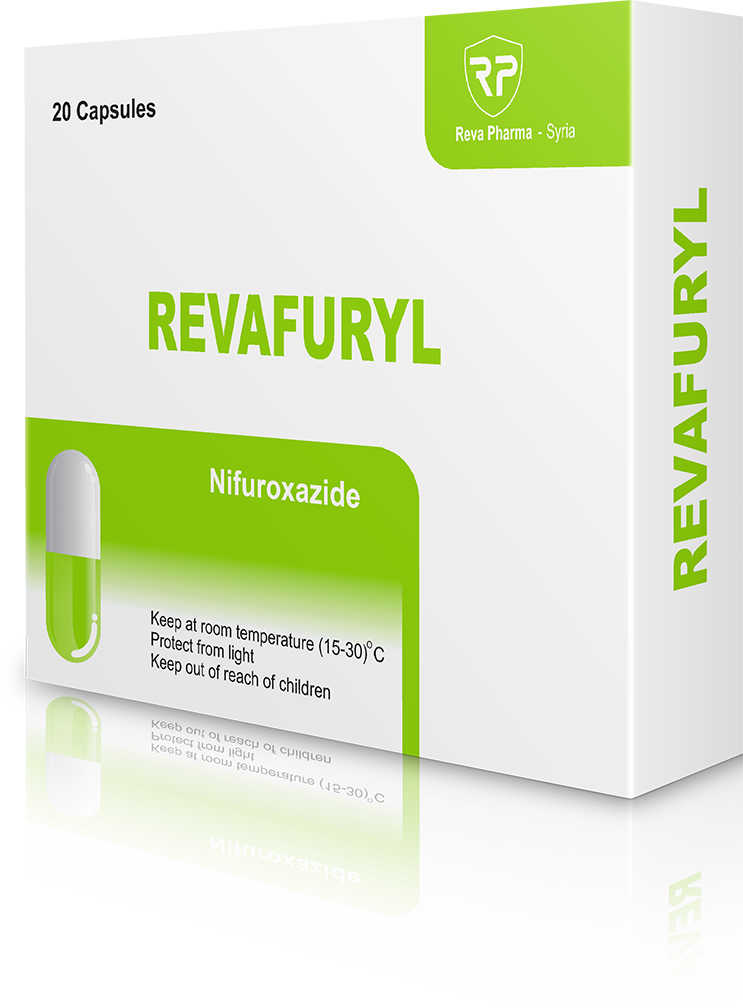 20 Capsules
RP
Reva Pharma - Syria
REVAFURYL
Nifuroxazide
Keep at room temperature (15-30)°C
Protect from light
Keep out of reach of children
REVAFURYL